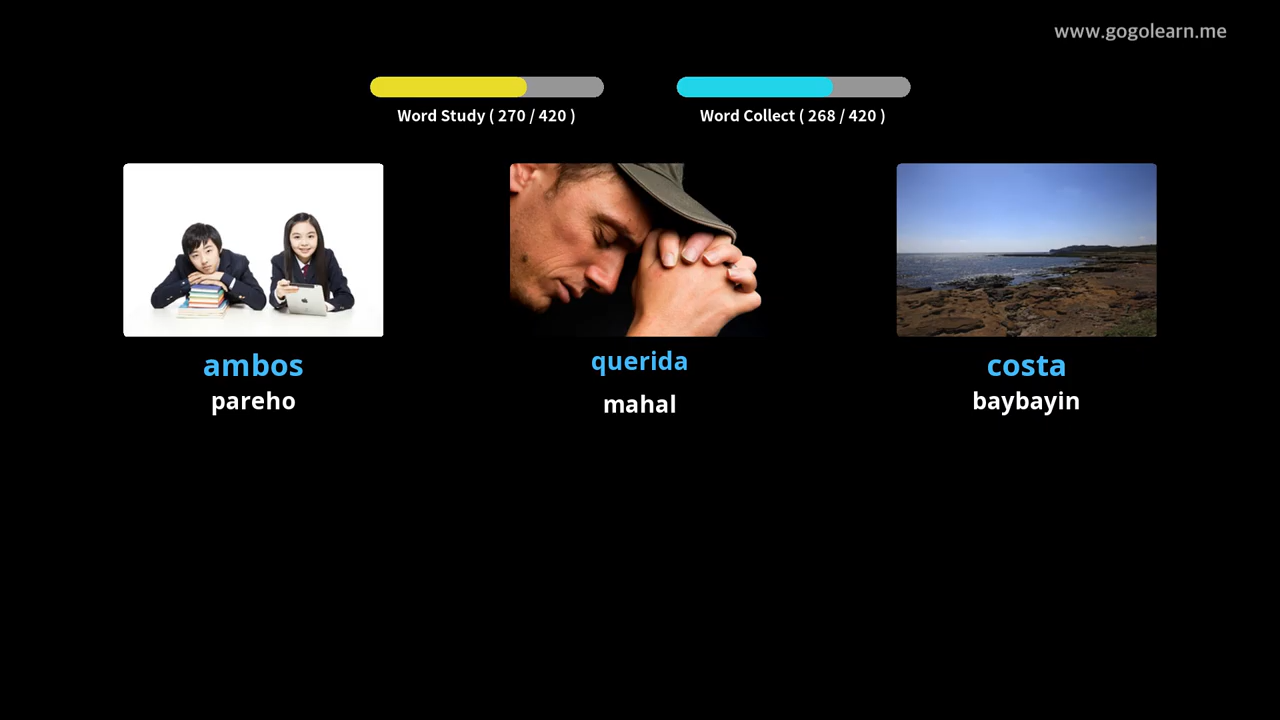 www.gogolearn.me
Word Study ( 270 / 420 )
Word Collect ( 268 / 420 )
ambos
pareho
querida
mahal
costa
baybayin